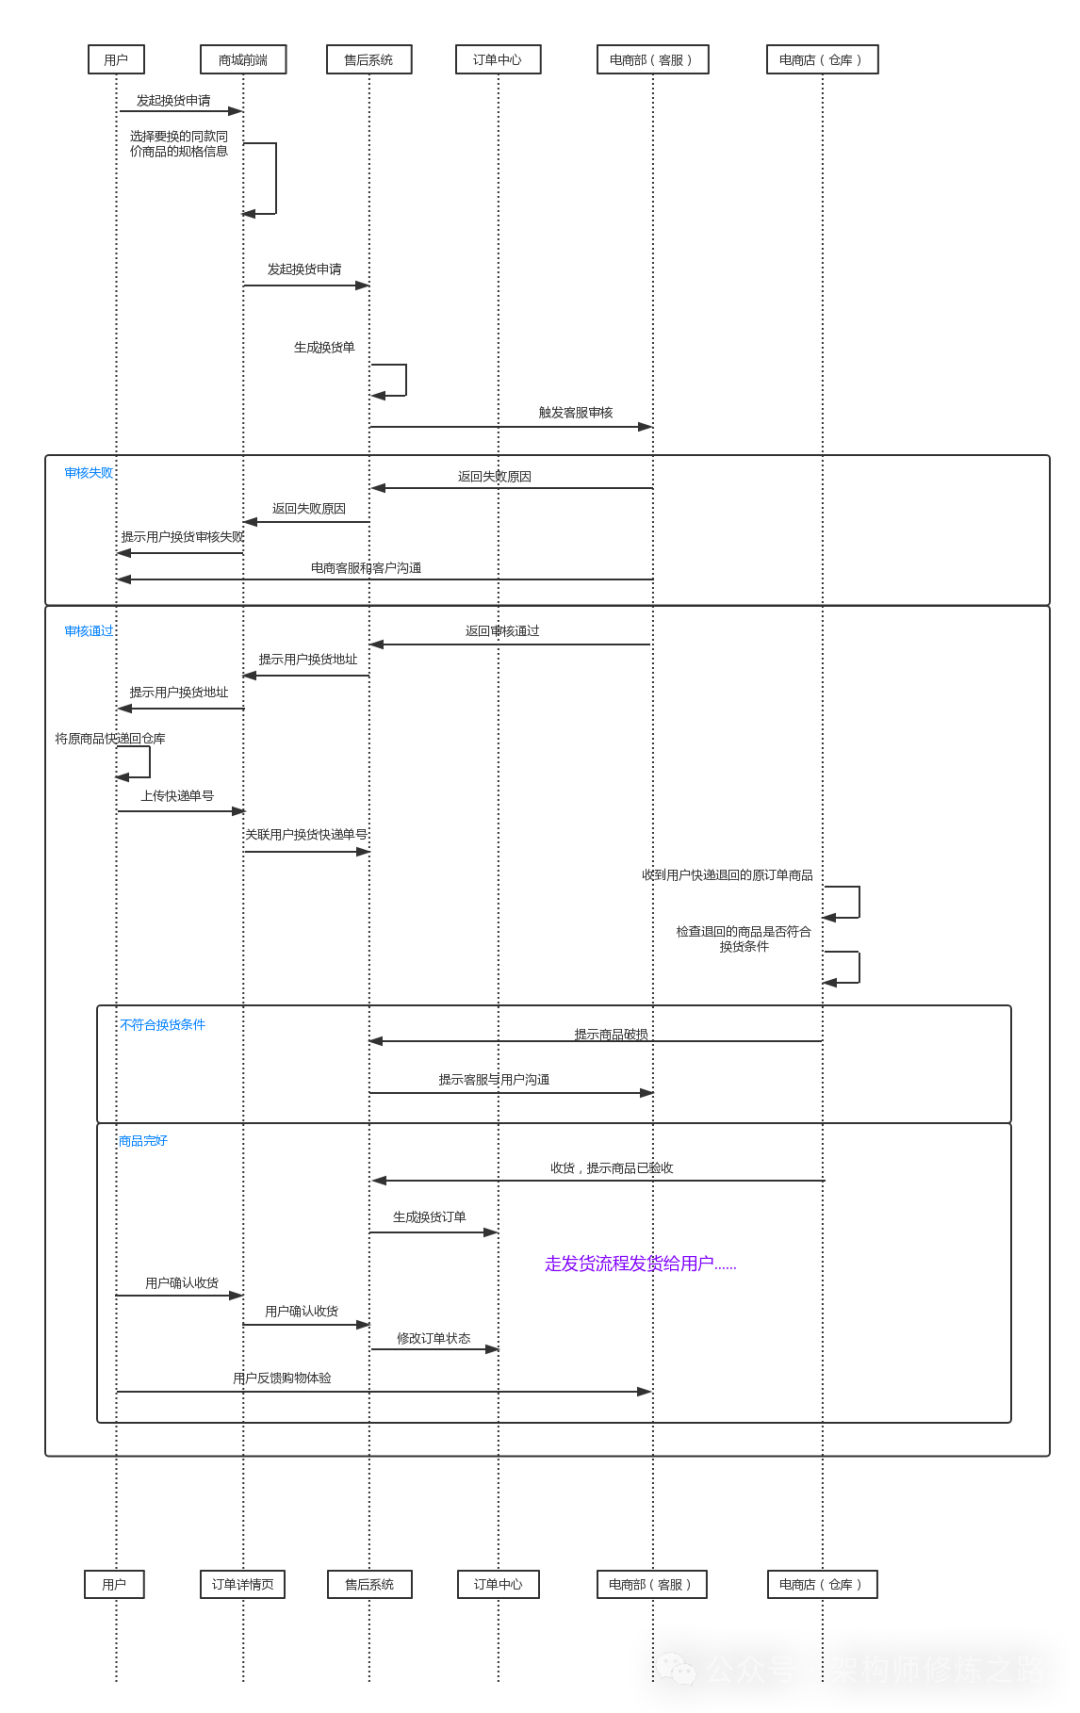 用户
商城前端
售后系统
订单中心
电商部（客服）
电商店（仓库）
发起换货申请
选择要换的同款同
价商品的规格信息
发起换货申请
生成换货单
触发客服审核
审核失败
返回失败原因
返回失败原因
提示用户换货审核失败
电商客服和客户沟通
审核通过
返回审核通过
提示用户换货地址
提示用户换货地址
将原商品快递回仓库
上传快递单号
关联用户换货快递单号
收到用户快递退回的原订单商品
检查退回的商品是否符合
换货条件
不符合换货条件
提示商品破损
提示客服与用户沟通
商品完好
收货，提示商品已验收
生成换货订单
走发货流程发货给用户......
用户确认收货
用户确认收货
修改订单状态
用户反馈购物体验
用户
订单详情页
售后系统
订单中心
电商部（客服）
电商店（仓库）
公众号 · 架构师修炼之路